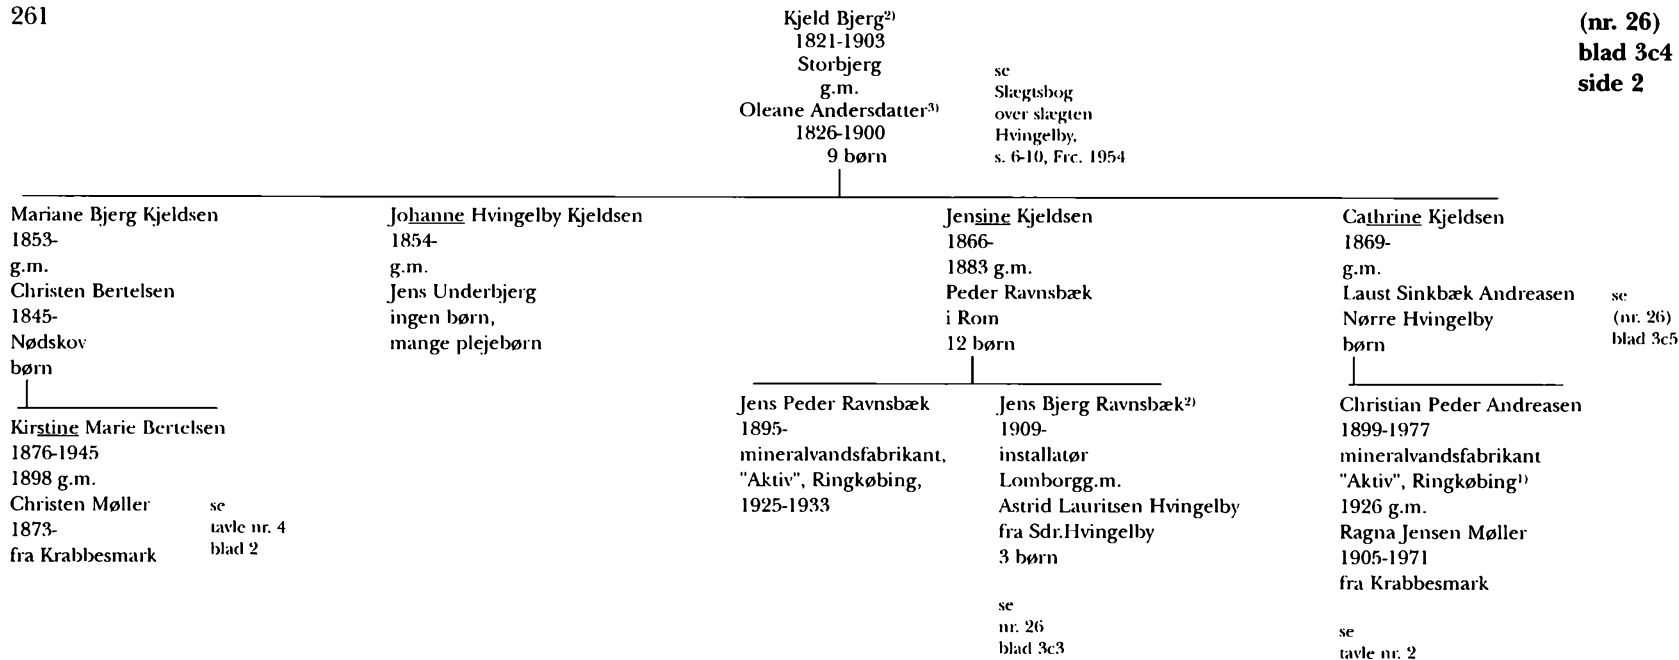 261
(nr. 26)
blad 3c4
side 2
Kjeld Bjerg²⁾
1821-1903
Storbjerg
g.m.
Oleane Andersdatter³⁾
1826-1900
9 børn
se
Slægtsbog
over slægten
Hvingelby,
s. 6-10, Frc. 1954
Mariane Bjerg Kjeldsen
1853-
g.m.
Christen Bertelsen
1845-
Nødskov
børn
Johanne Hvingelby Kjeldsen
1854-
g.m.
Jens Underbjerg
ingen børn,
mange plejebørn
Jensine Kjeldsen
1866-
1883 g.m.
Peder Ravnsbæk
i Rom
12 børn
Cathrine Kjeldsen
1869-
g.m.
Laust Sinkbæk Andreasen
Nørre Hvingelby
børn
se
(nr. 26)
blad 3c5
Kirstine Marie Bertelsen
1876-1945
1898 g.m.
Christen Møller
1873-
fra Krabbesmark
se
tavle nr. 4
blad 2
Jens Peder Ravnsbæk
1895-
mineralvandsfabrikant,
"Aktiv", Ringkøbing,
1925-1933
Jens Bjerg Ravnsbæk²⁾
1909-
installatør
Lomborgg.m.
Astrid Lauritsen Hvingelby
fra Sdr.Hvingelby
3 børn
se
nr. 26
blad 3c3
Christian Peder Andreasen
1899-1977
mineralvandsfabrikant
"Aktiv", Ringkøbing¹⁾
1926 g.m.
Ragna Jensen Møller
1905-1971
fra Krabbesmark
se
tavle nr. 2